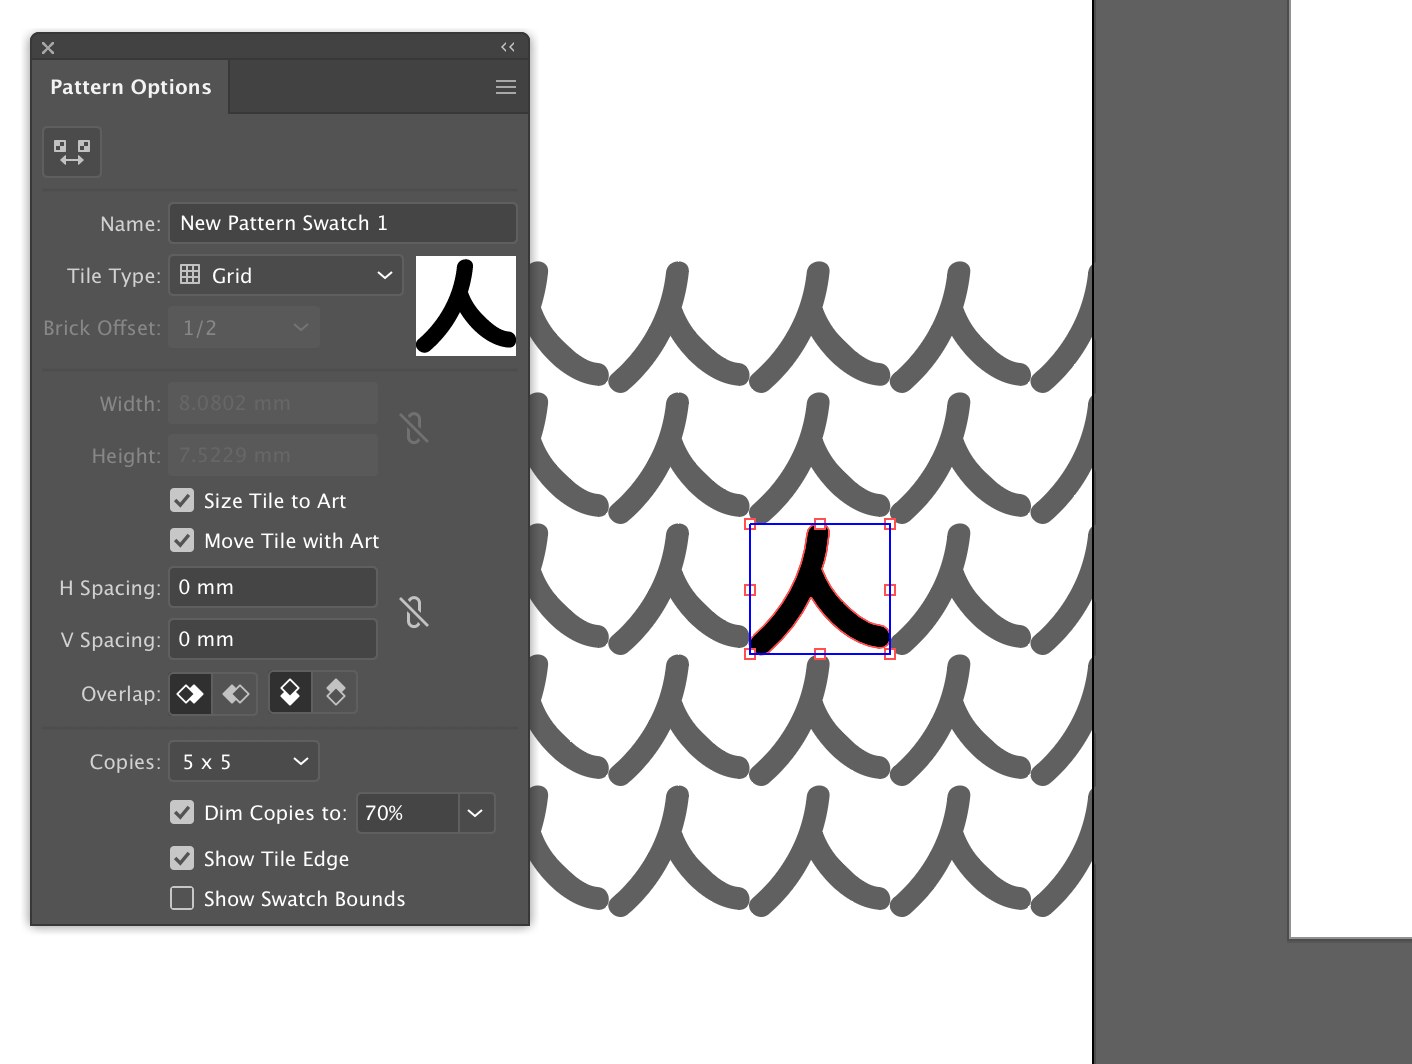 Pattern Options
Name: New Pattern Swatch 1
Tile Type: Grid
Brick Offset: 1/2
Width: 8.0802 mm
Height: 7.5229 mm
Size Tile to Art
Move Tile with Art
H Spacing: 0 mm
V Spacing: 0 mm
Overlap:
Copies: 5 x 5
Dim Copies to: 70%
Show Tile Edge
Show Swatch Bounds